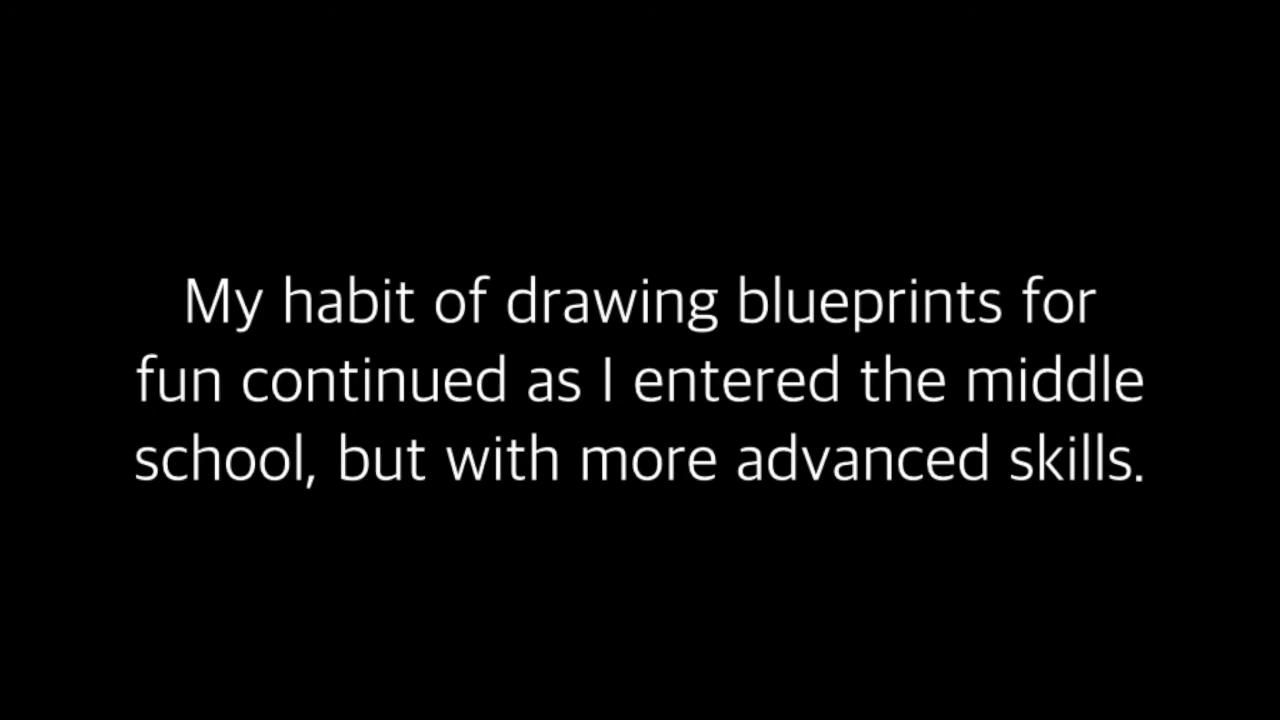 My habit of drawing blueprints for
fun continued as I entered the middle
school, but with more advanced skills.